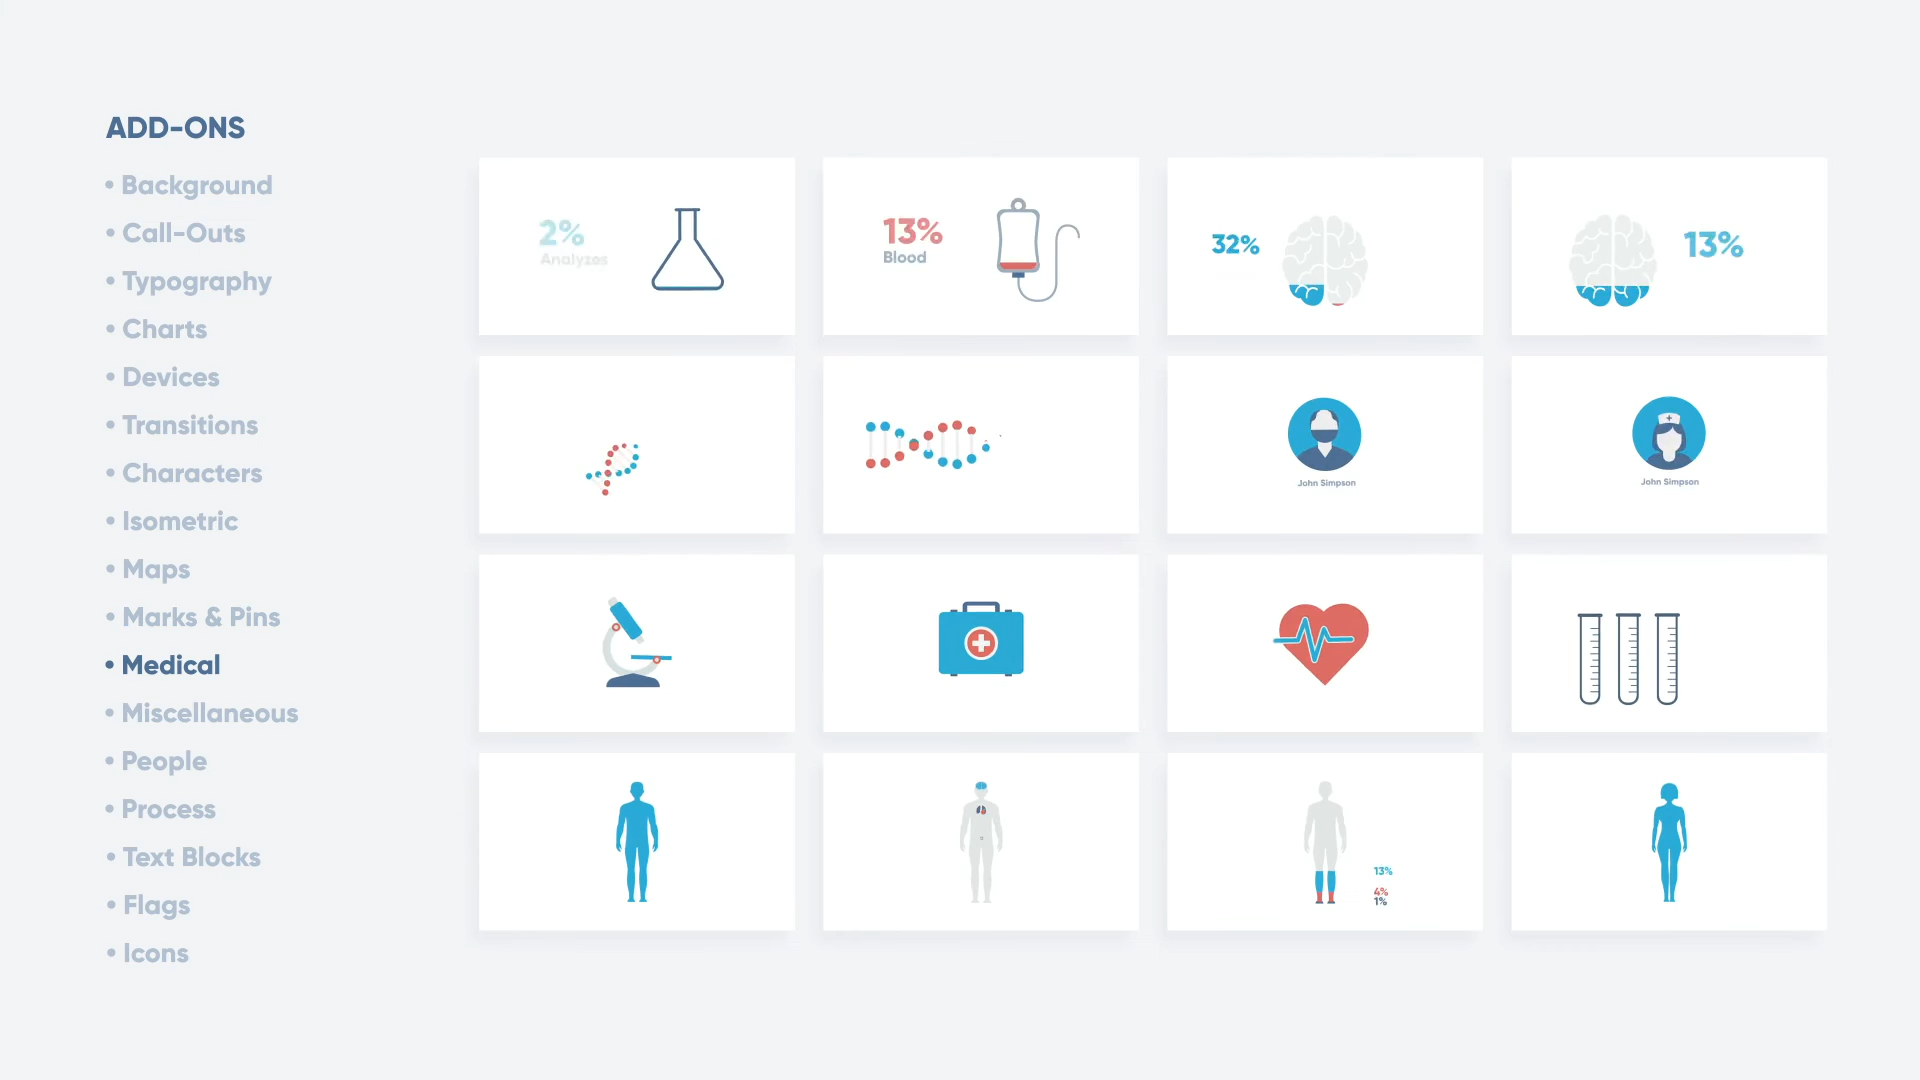 ADD-ONS
• Background
• Call-Outs
• Typography
• Charts
• Devices
• Transitions
• Characters
• Isometric
• Maps
• Marks & Pins
• Medical
• Miscellaneous
• People
• Process
• Text Blocks
• Flags
• Icons
2%
Analyzes
13%
Blood
32%
13%
John Simpson
John Simpson
13%
4%
1%